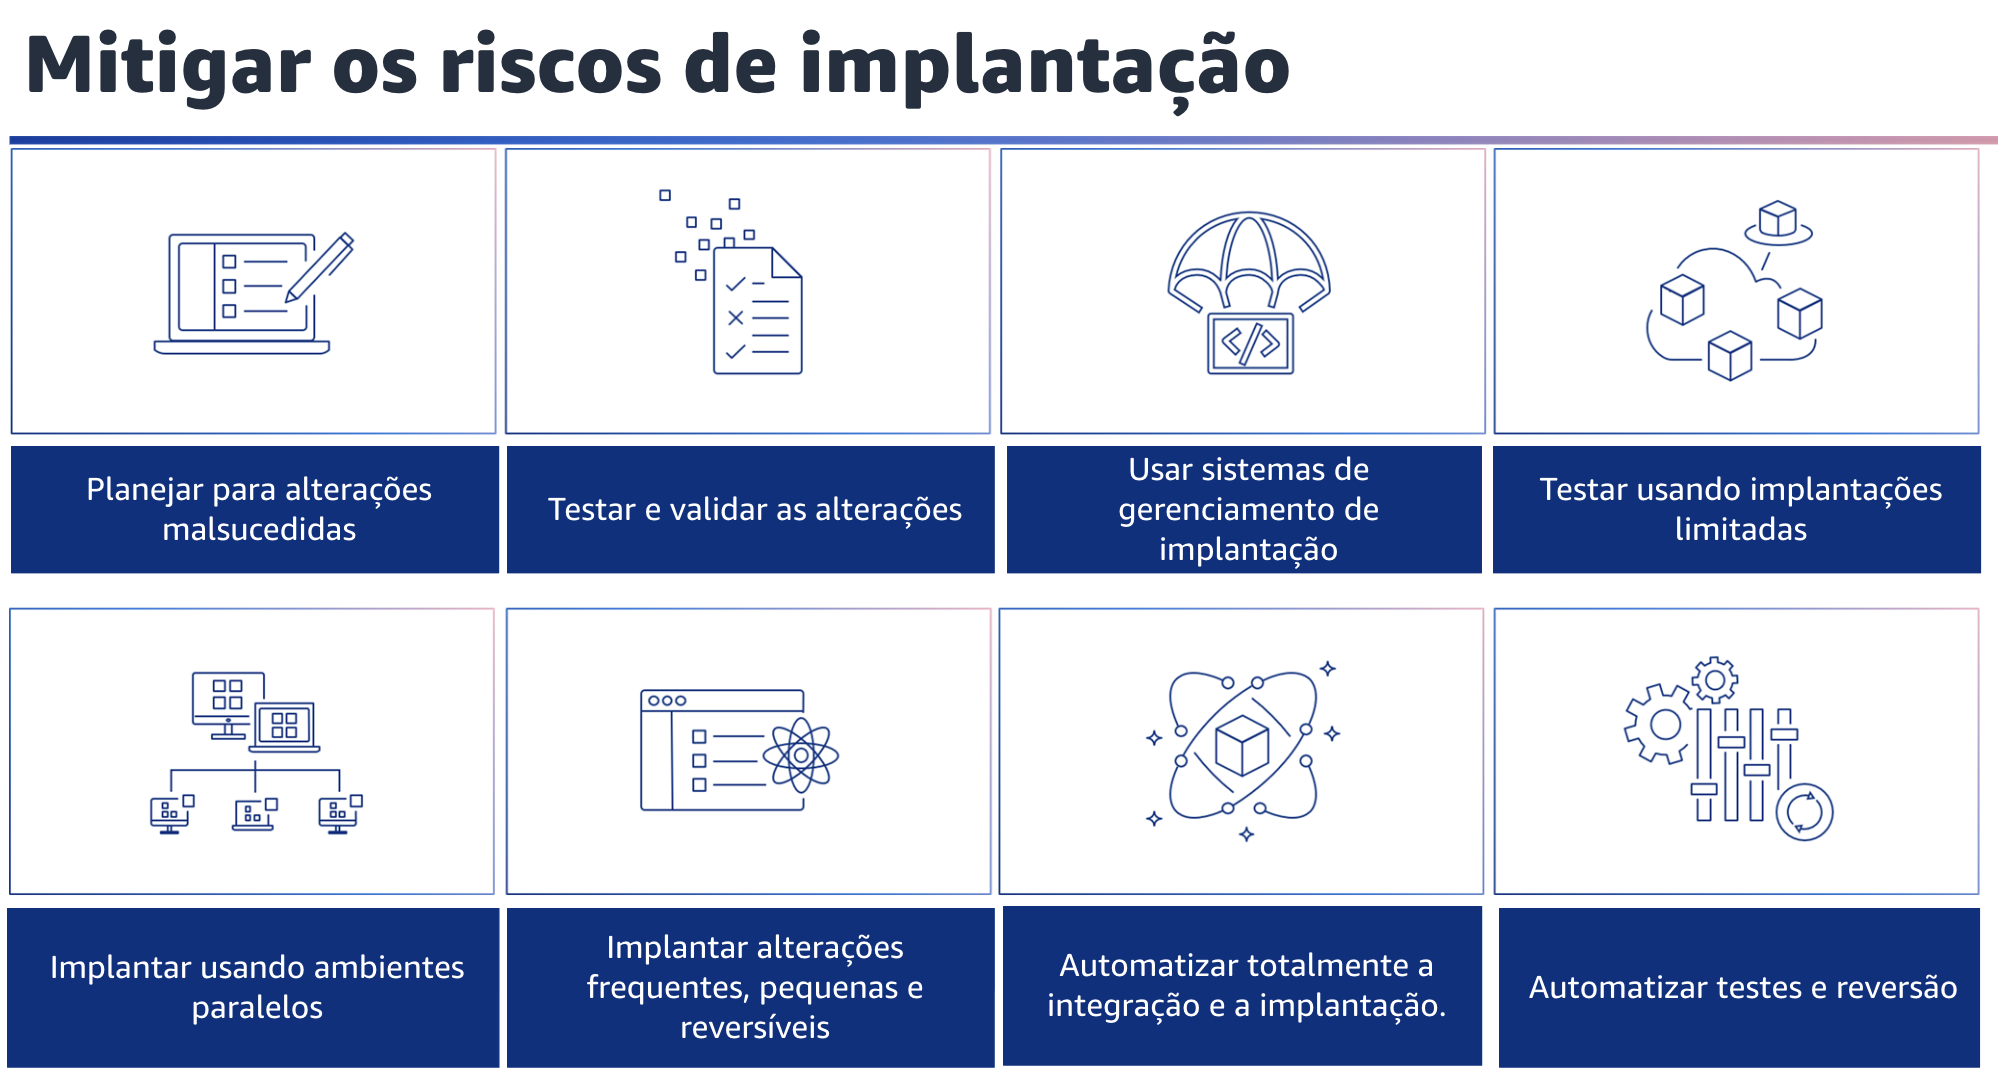 Mitigar os riscos de implantação
Planejar para alterações
malsucedidas
Testar e validar as alterações
Usar sistemas de
gerenciamento de
implantação
Testar usando implantações
limitadas
Implantar usando ambientes
paralelos
Implantar alterações
frequentes, pequenas e
reversíveis
Automatizar totalmente a
integração e a implantação.
Automatizar testes e reversão